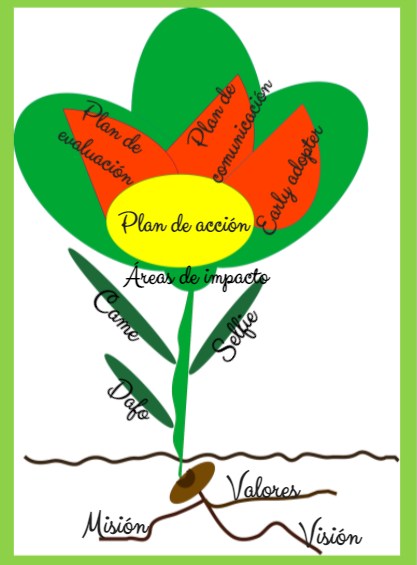 Plan de
evaluación
Plan de
comunicación
Early adopter
Plan de acción
Áreas de impacto
Came
Selfie
Dafo
Valores
Misión
Visión